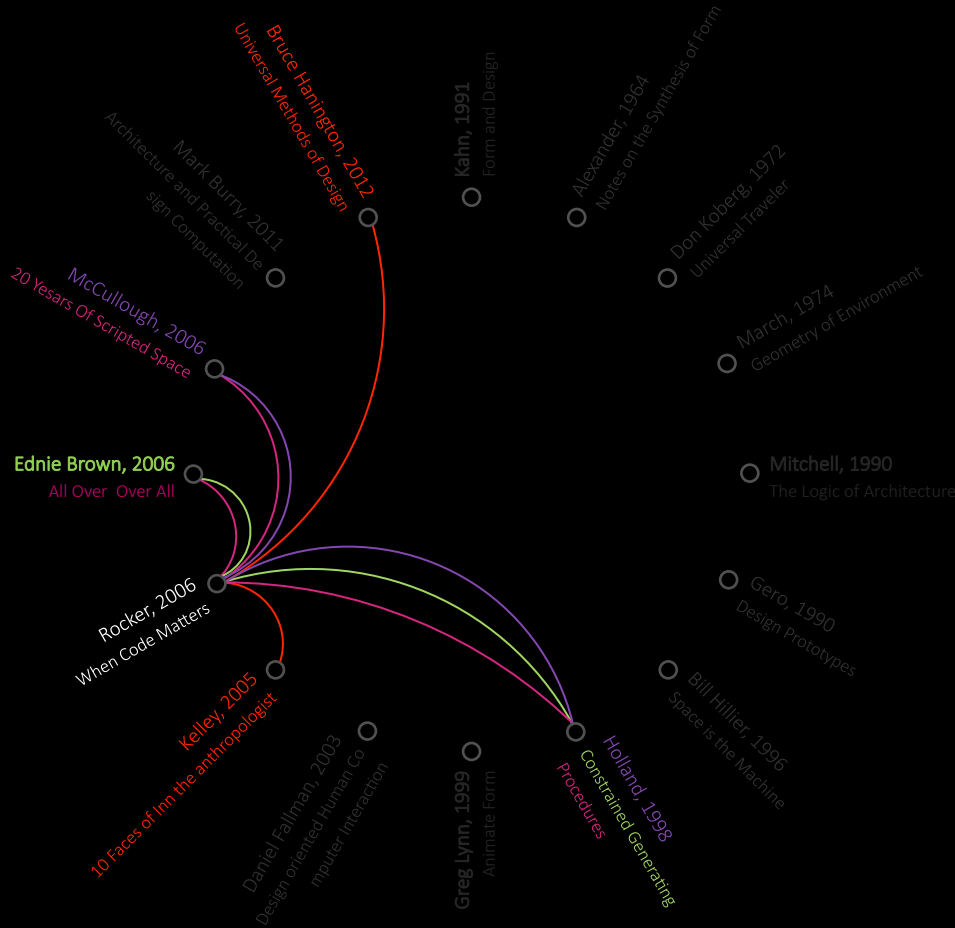 Kahn, 1991
Form and Design
Alexander, 1964
Notes on the Synthesis of Form
Don Koberg, 1972
Universal Traveler
March, 1974
Geometry of Environment
Mitchell, 1990
The Logic of Architecture
Gero, 1990
Design Prototypes
Bill Hillier, 1996
Space is the Machine
Holland, 1998
Constrained Generating
Procedures
Greg Lynn, 1999
Animate Form
Daniel Fallman, 2003
Design oriented Human Co
mputer Interaction
Kelley, 2005
10 Faces of Inn the anthropologist
Rocker, 2006
When Code Matters
Ednie Brown, 2006
All Over Over All
McCullough, 2006
20 Yesars Of Scripted Space
Mark Burry, 2011
Architecture and Practical De
sign Computation
Bruce Hanington, 2012
Universal Methods of Design